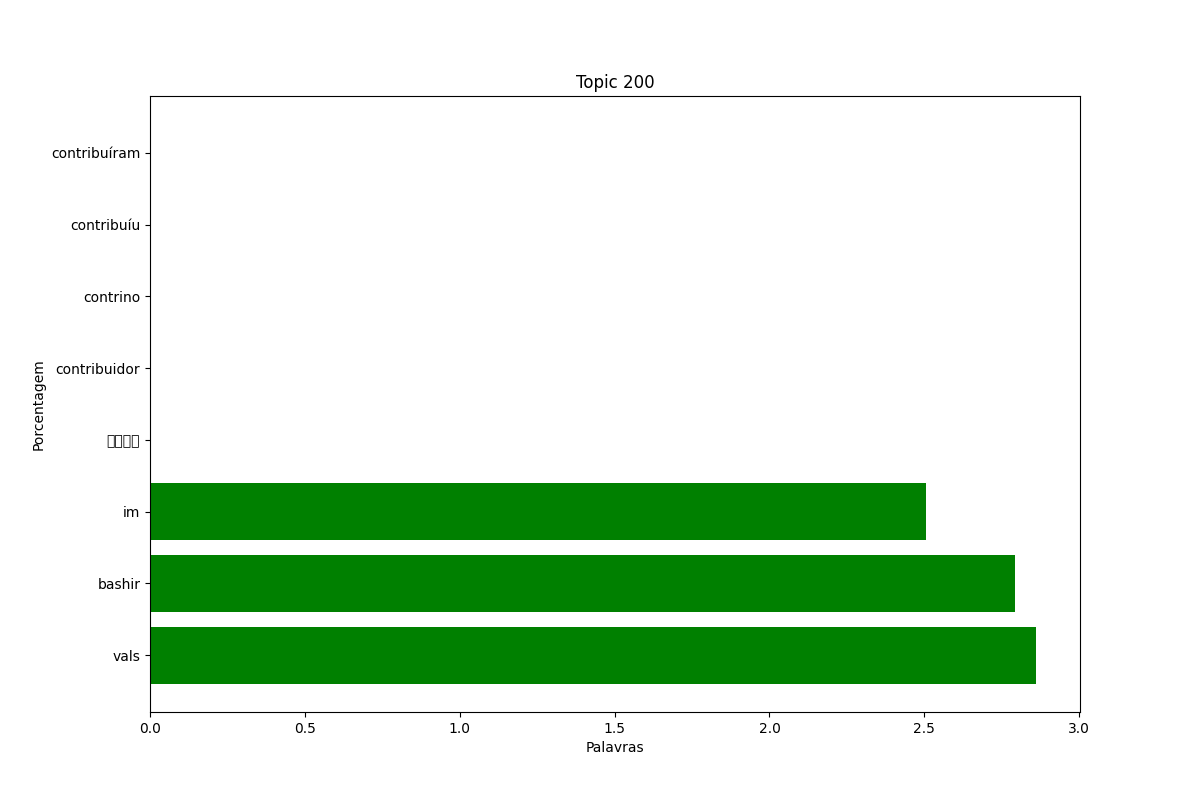 Topic 200
contribuíram
contribuíu
contrino
contribuidor
im
bashir
vals
Porcentagem
0.0 0.5 1.0 1.5 2.0 2.5 3.0
Palavras